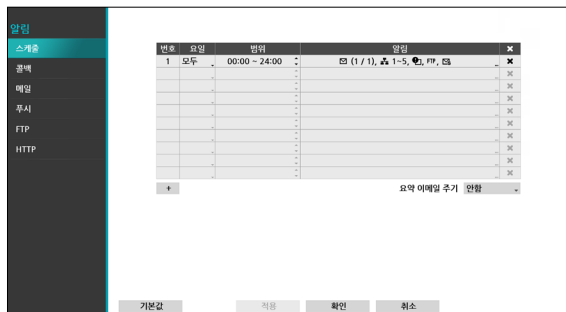 알림
스케줄
콜백
메일
푸시
FTP
HTTP
번호 요일 범위 알림
1 모두 00:00 ~ 24:00 (1 / 1), 1~5, FTP,
+ 요약 이메일 주기 안함
기본값 적용 확인 취소